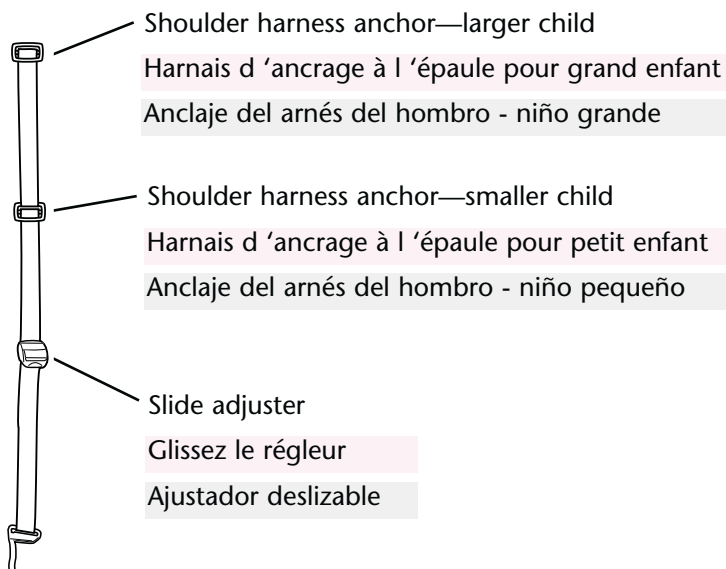 Shoulder harness anchor—larger child
Harnais d ‘ancrage à l ‘épaule pour grand enfant
Anclaje del arnés del hombro - niño grande
Shoulder harness anchor—smaller child
Harnais d ‘ancrage à l ‘épaule pour petit enfant
Anclaje del arnés del hombro - niño pequeño
Slide adjuster
Glissez le régleur
Ajustador deslizable